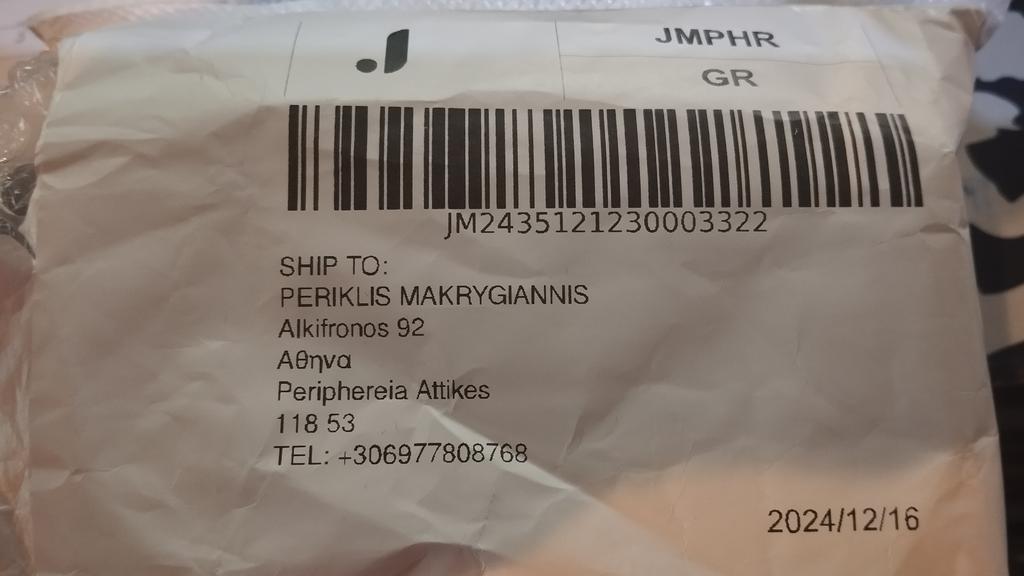 JMPHR
GR
JM2435121230003322
SHIP TO:
PERIKLIS MAKRYGIANNIS
Alkifronos 92
Αθηνα
Periphereia Attikes
118 53
TEL: +306977808768
2024/12/16